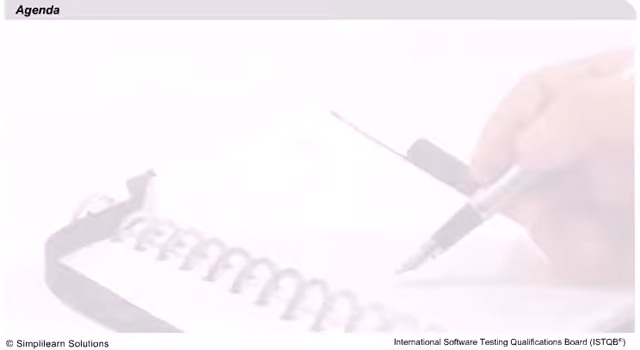 Agenda
© Simplilearn Solutions
International Software Testing Qualifications Board (ISTQB®)